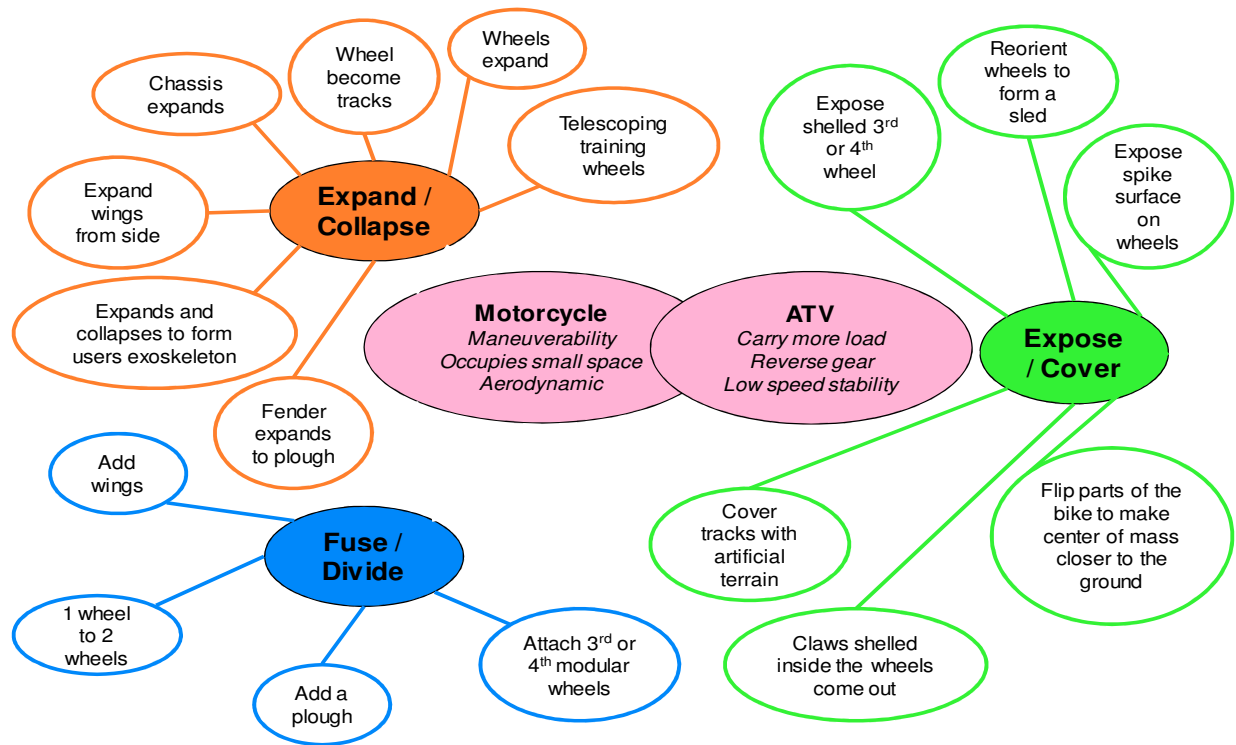 Wheel
become
tracks
Wheels
expand
Chassis
expands
Telescoping
training
wheels
Expand
wings
from side
Expand /
Collapse
Expands and
collapses to form
users exoskeleton
Fender
expands
to plough
Reorient
wheels to
form a
sled
Expose
shelled 3rd
or 4th
wheel
Expose
spike
surface
on
wheels
Motorcycle
Maneuverability
Occupies small space
Aerodynamic
ATV
Carry more load
Reverse gear
Low speed stability
Expose
/ Cover
Add
wings
Fuse /
Divide
1 wheel
to 2
wheels
Add a
plough
Attach 3rd or
4th modular
wheels
Cover
tracks with
artificial
terrain
Flip parts of the
bike to make
center of mass
closer to the
ground
Claws shelled
inside the wheels
come out